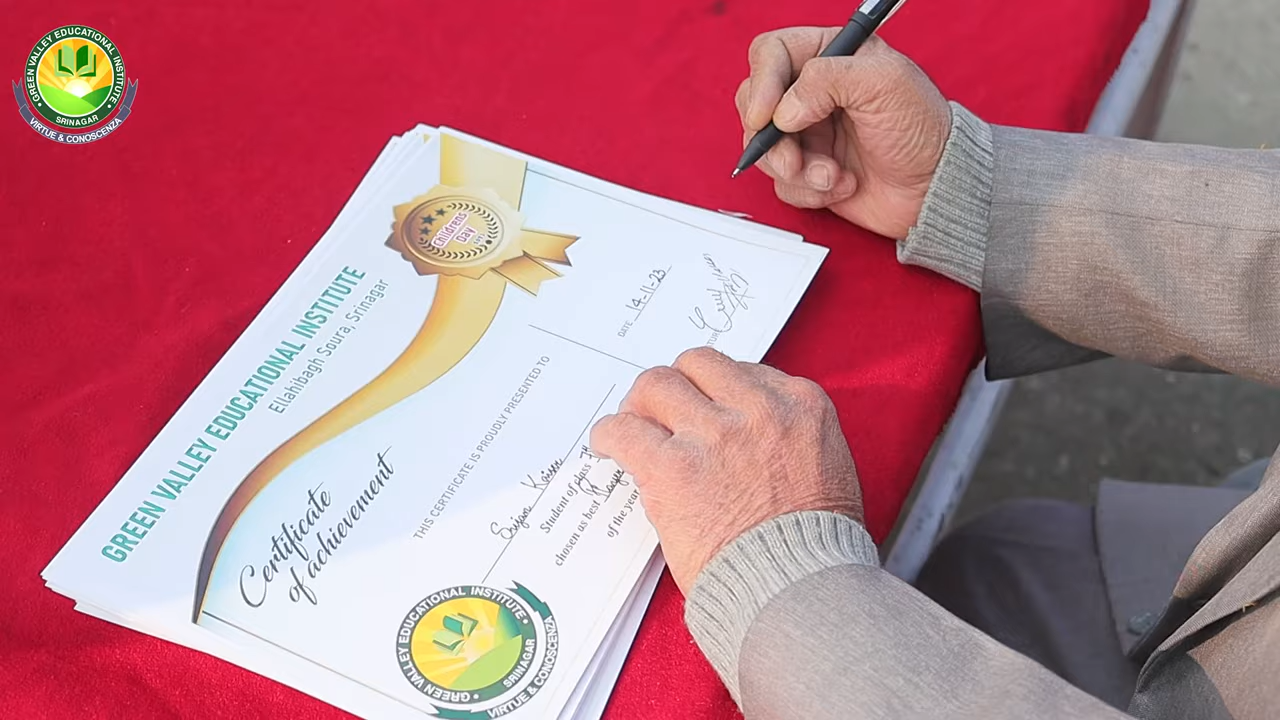 GREEN VALLEY EDUCATIONAL INSTITUTE
SRINAGAR
VIRTUE & CONOSCENZA
GREEN VALLEY EDUCATIONAL INSTITUTE
Ellahibagh Soura, Srinagar
Childrens
Day
Certificate
of achievement
THIS CERTIFICATE IS PROUDLY PRESENTED TO
Student of class 7th
chosen as best
of the year
DATE 14-11-23
GREEN VALLEY EDUCATIONAL INSTITUTE
SRINAGAR
VIRTUE & CONOSCENZA